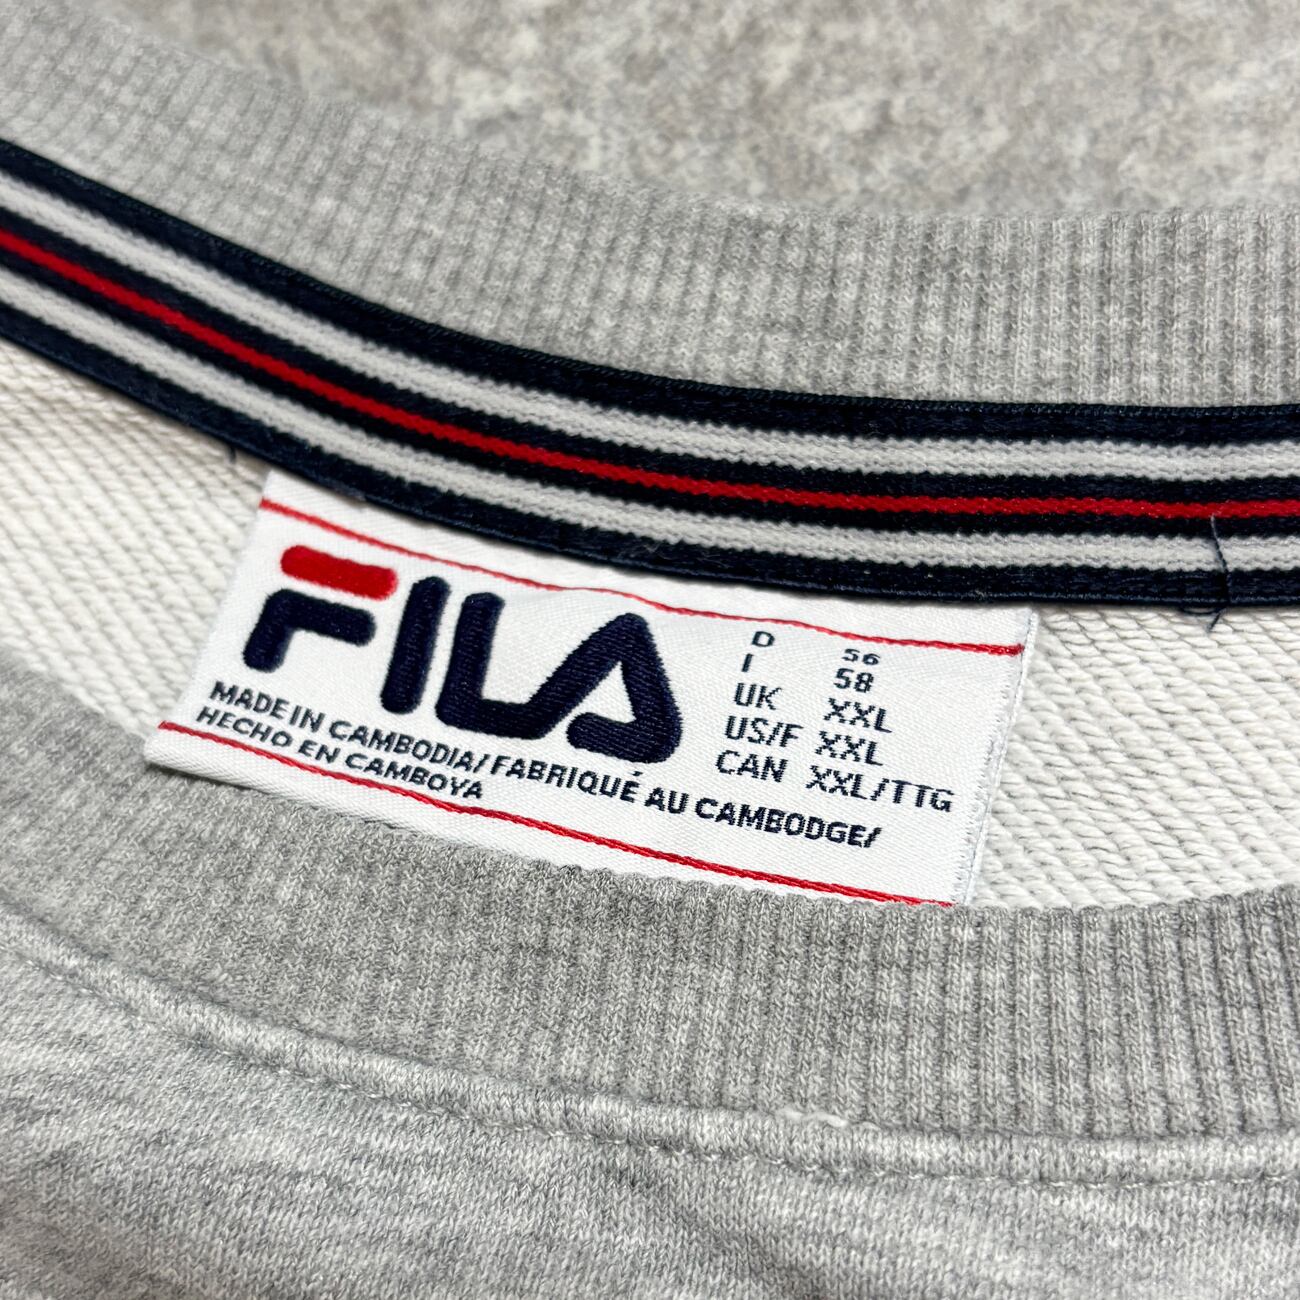 FILA
D 56
I 58
UK XXL
US/F XXL
CAN XXL/TTG
MADE IN CAMBODIA/FABRIQUÉ AU CAMBODGE/
HECHO EN CAMBOYA